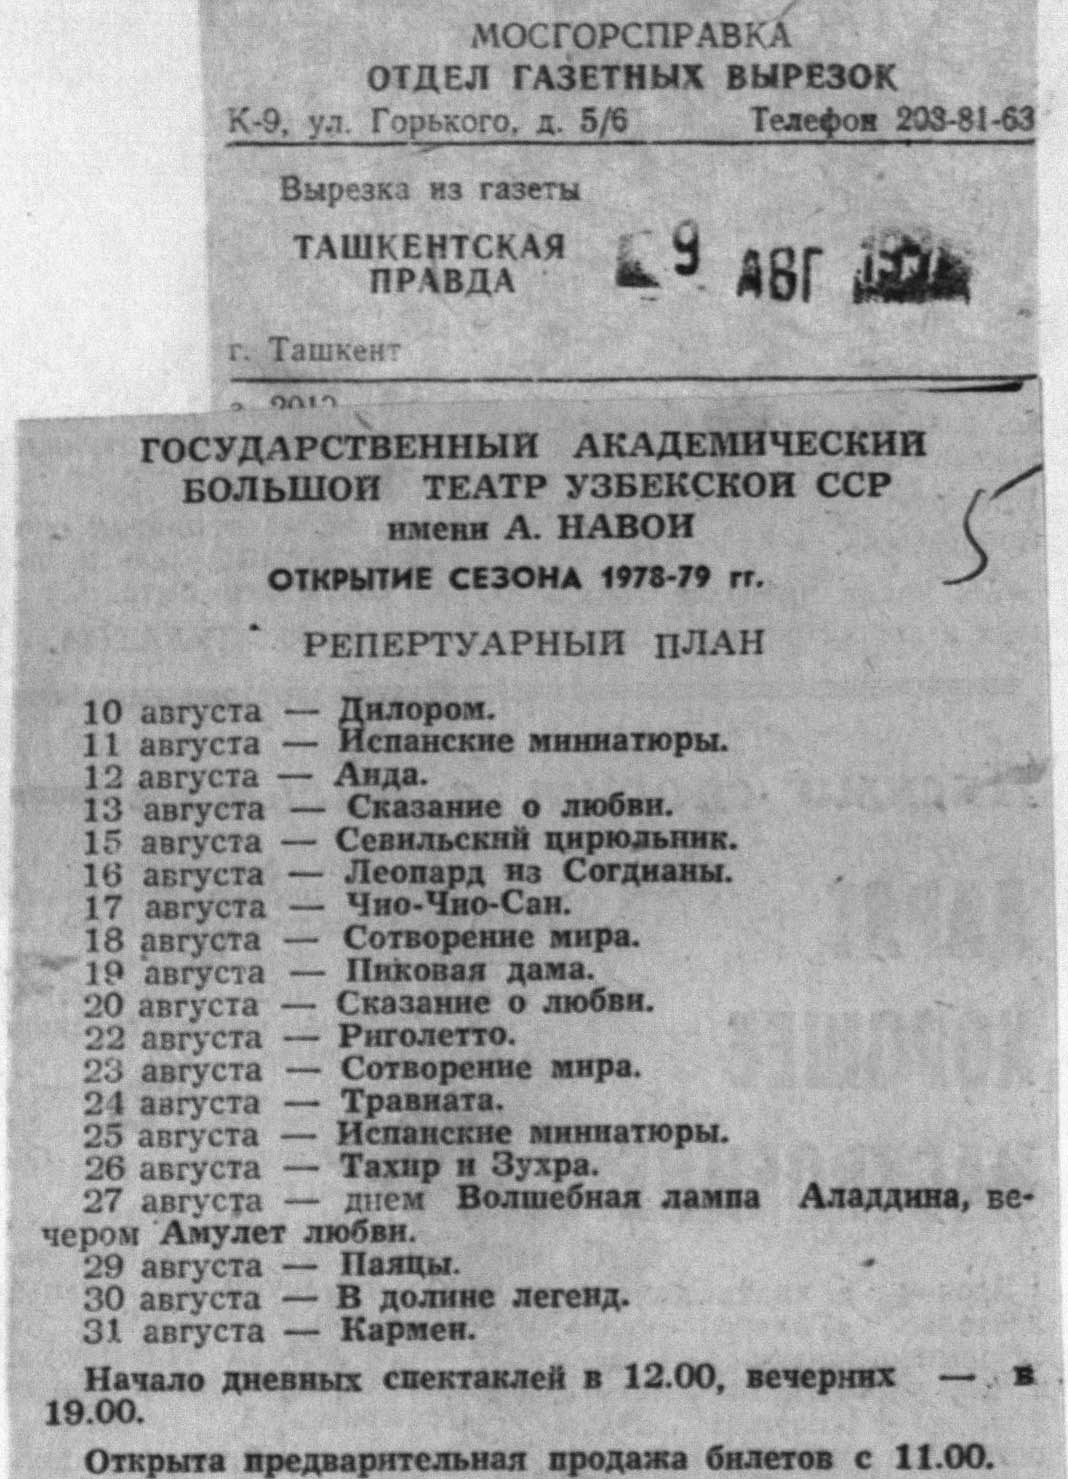 МОСГОРСПРАВКА
ОТДЕЛ ГАЗЕТНЫХ ВЫРЕЗОК
К-9, ул. Горького, д. 5/6 Телефон 203-81-63
Вырезка из газеты
ТАШКЕНТСКАЯ
ПРАВДА
9 АВГ
г. Ташкент
ГОСУДАРСТВЕННЫЙ АКАДЕМИЧЕСКИЙ
БОЛЬШОЙ ТЕАТР УЗБЕКСКОЙ ССР
имени А. НАВОИ
5
ОТКРЫТИЕ СЕЗОНА 1978-79 гг.
РЕПЕРТУАРНЫЙ ПЛАН
10 августа — Дилором.
11 августа — Испанские миниатюры.
12 августа — Аида.
13 августа — Сказание о любви.
15 августа — Севильский цирюльник.
16 августа — Леопард из Согдианы.
17 августа — Чио-Чио-Сан.
18 августа — Сотворение мира.
19 августа — Пиковая дама.
20 августа — Сказание о любви.
22 августа — Риголетто.
23 августа — Сотворение мира.
24 августа — Травиата.
25 августа — Испанские миниатюры.
26 августа — Тахир и Зухра.
27 августа — днем Волшебная лампа Аладдина, ве-
чером Амулет любви.
29 августа — Паяцы.
30 августа — В долине легенд.
31 августа — Кармен.
Начало дневных спектаклей в 12.00, вечерних — в
19.00.
Открыта предварительная продажа билетов с 11.00.